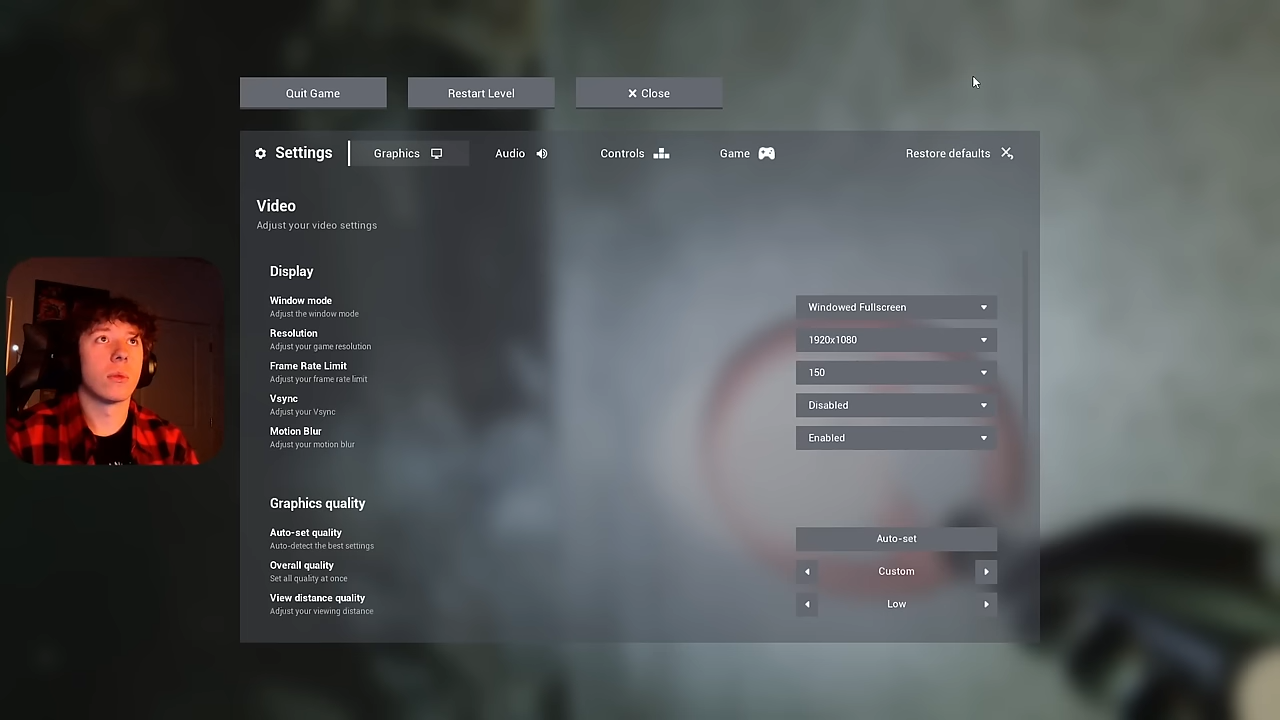 Quit Game
Restart Level
Close
Settings
Graphics
Audio
Controls
Game
Restore defaults
Video
Adjust your video settings
Display
Window mode
Adjust the window mode
Windowed Fullscreen
Resolution
Adjust your game resolution
1920x1080
Frame Rate Limit
Adjust your frame rate limit
150
Vsync
Adjust your Vsync
Disabled
Motion Blur
Adjust your motion blur
Enabled
Graphics quality
Auto-set quality
Auto-detect the best settings
Auto-set
Overall quality
Set all quality at once
Custom
View distance quality
Adjust your viewing distance
Low